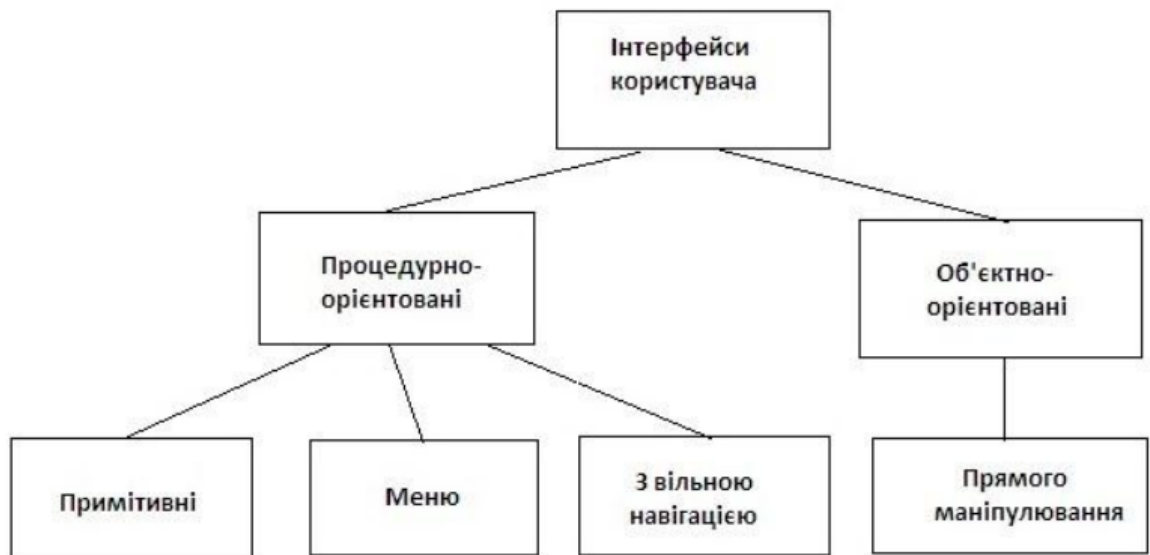 Інтерфейси
користувача
Процедурно-
орієнтовані
Об'єктно-
орієнтовані
Примітивні
Меню
З вільною
навігацією
Прямого
маніпулювання